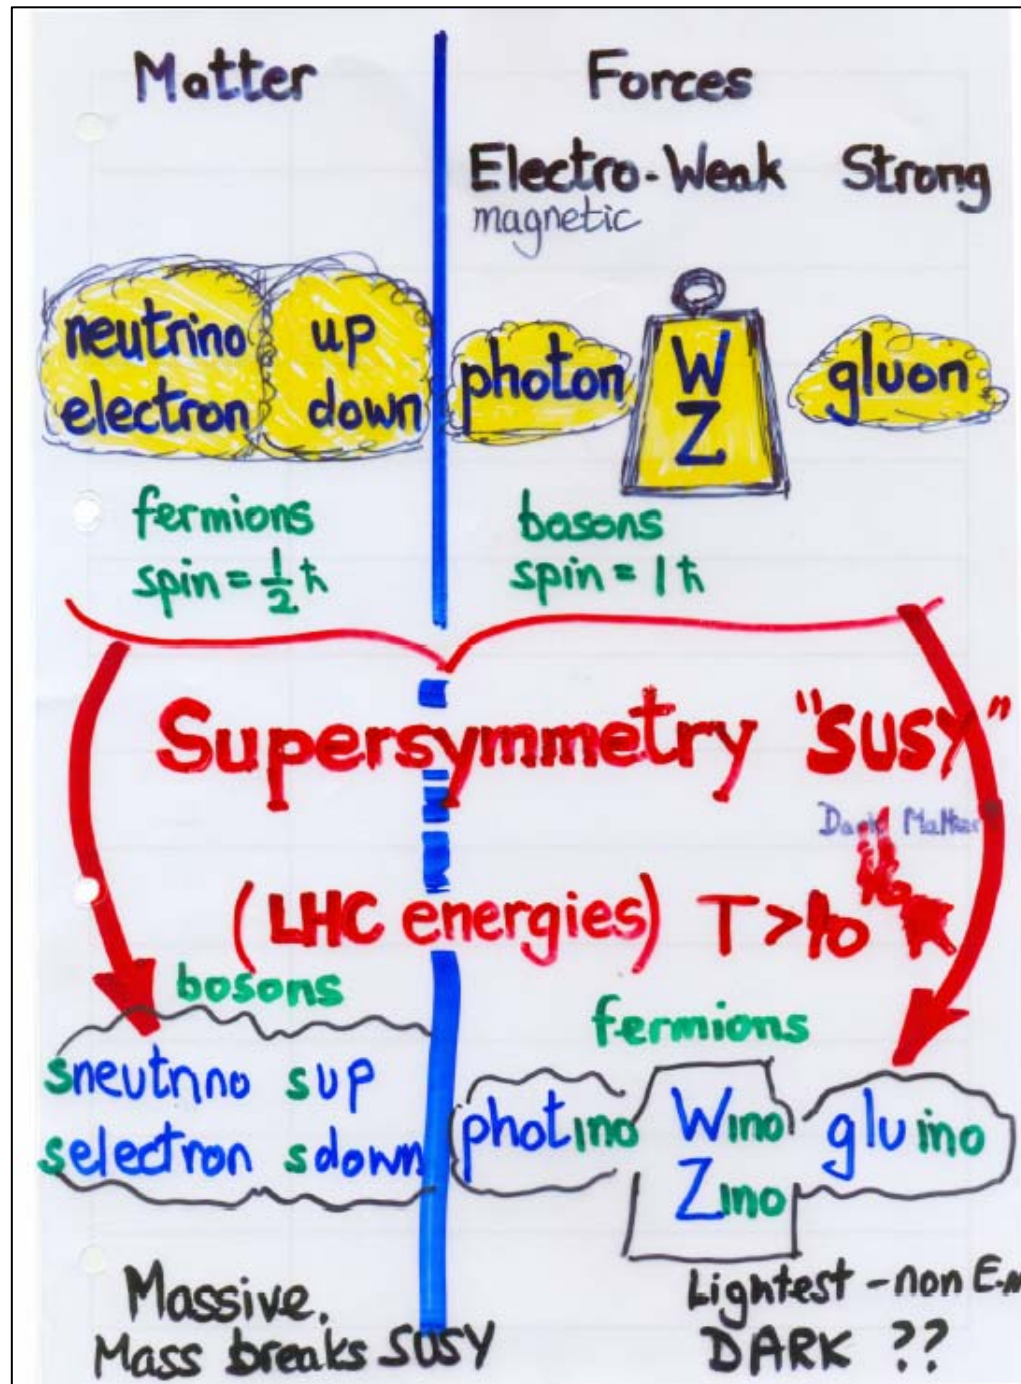 Matter
Forces
Electro-Weak Strong
magnetic
neutrino up
electron down
photon
W
Z
gluon
fermions
spin = ½ ħ
bosons
spin = 1 ħ
Supersymmetry "SUSY"
Dark Matter
(LHC energies) T > 10¹⁶
bosons
fermions
sneutrino sup
selectron sdown
photino
Wino
Zino
gluino
Massive.
Mass breaks SUSY
Lightest - non E.m
DARK ??